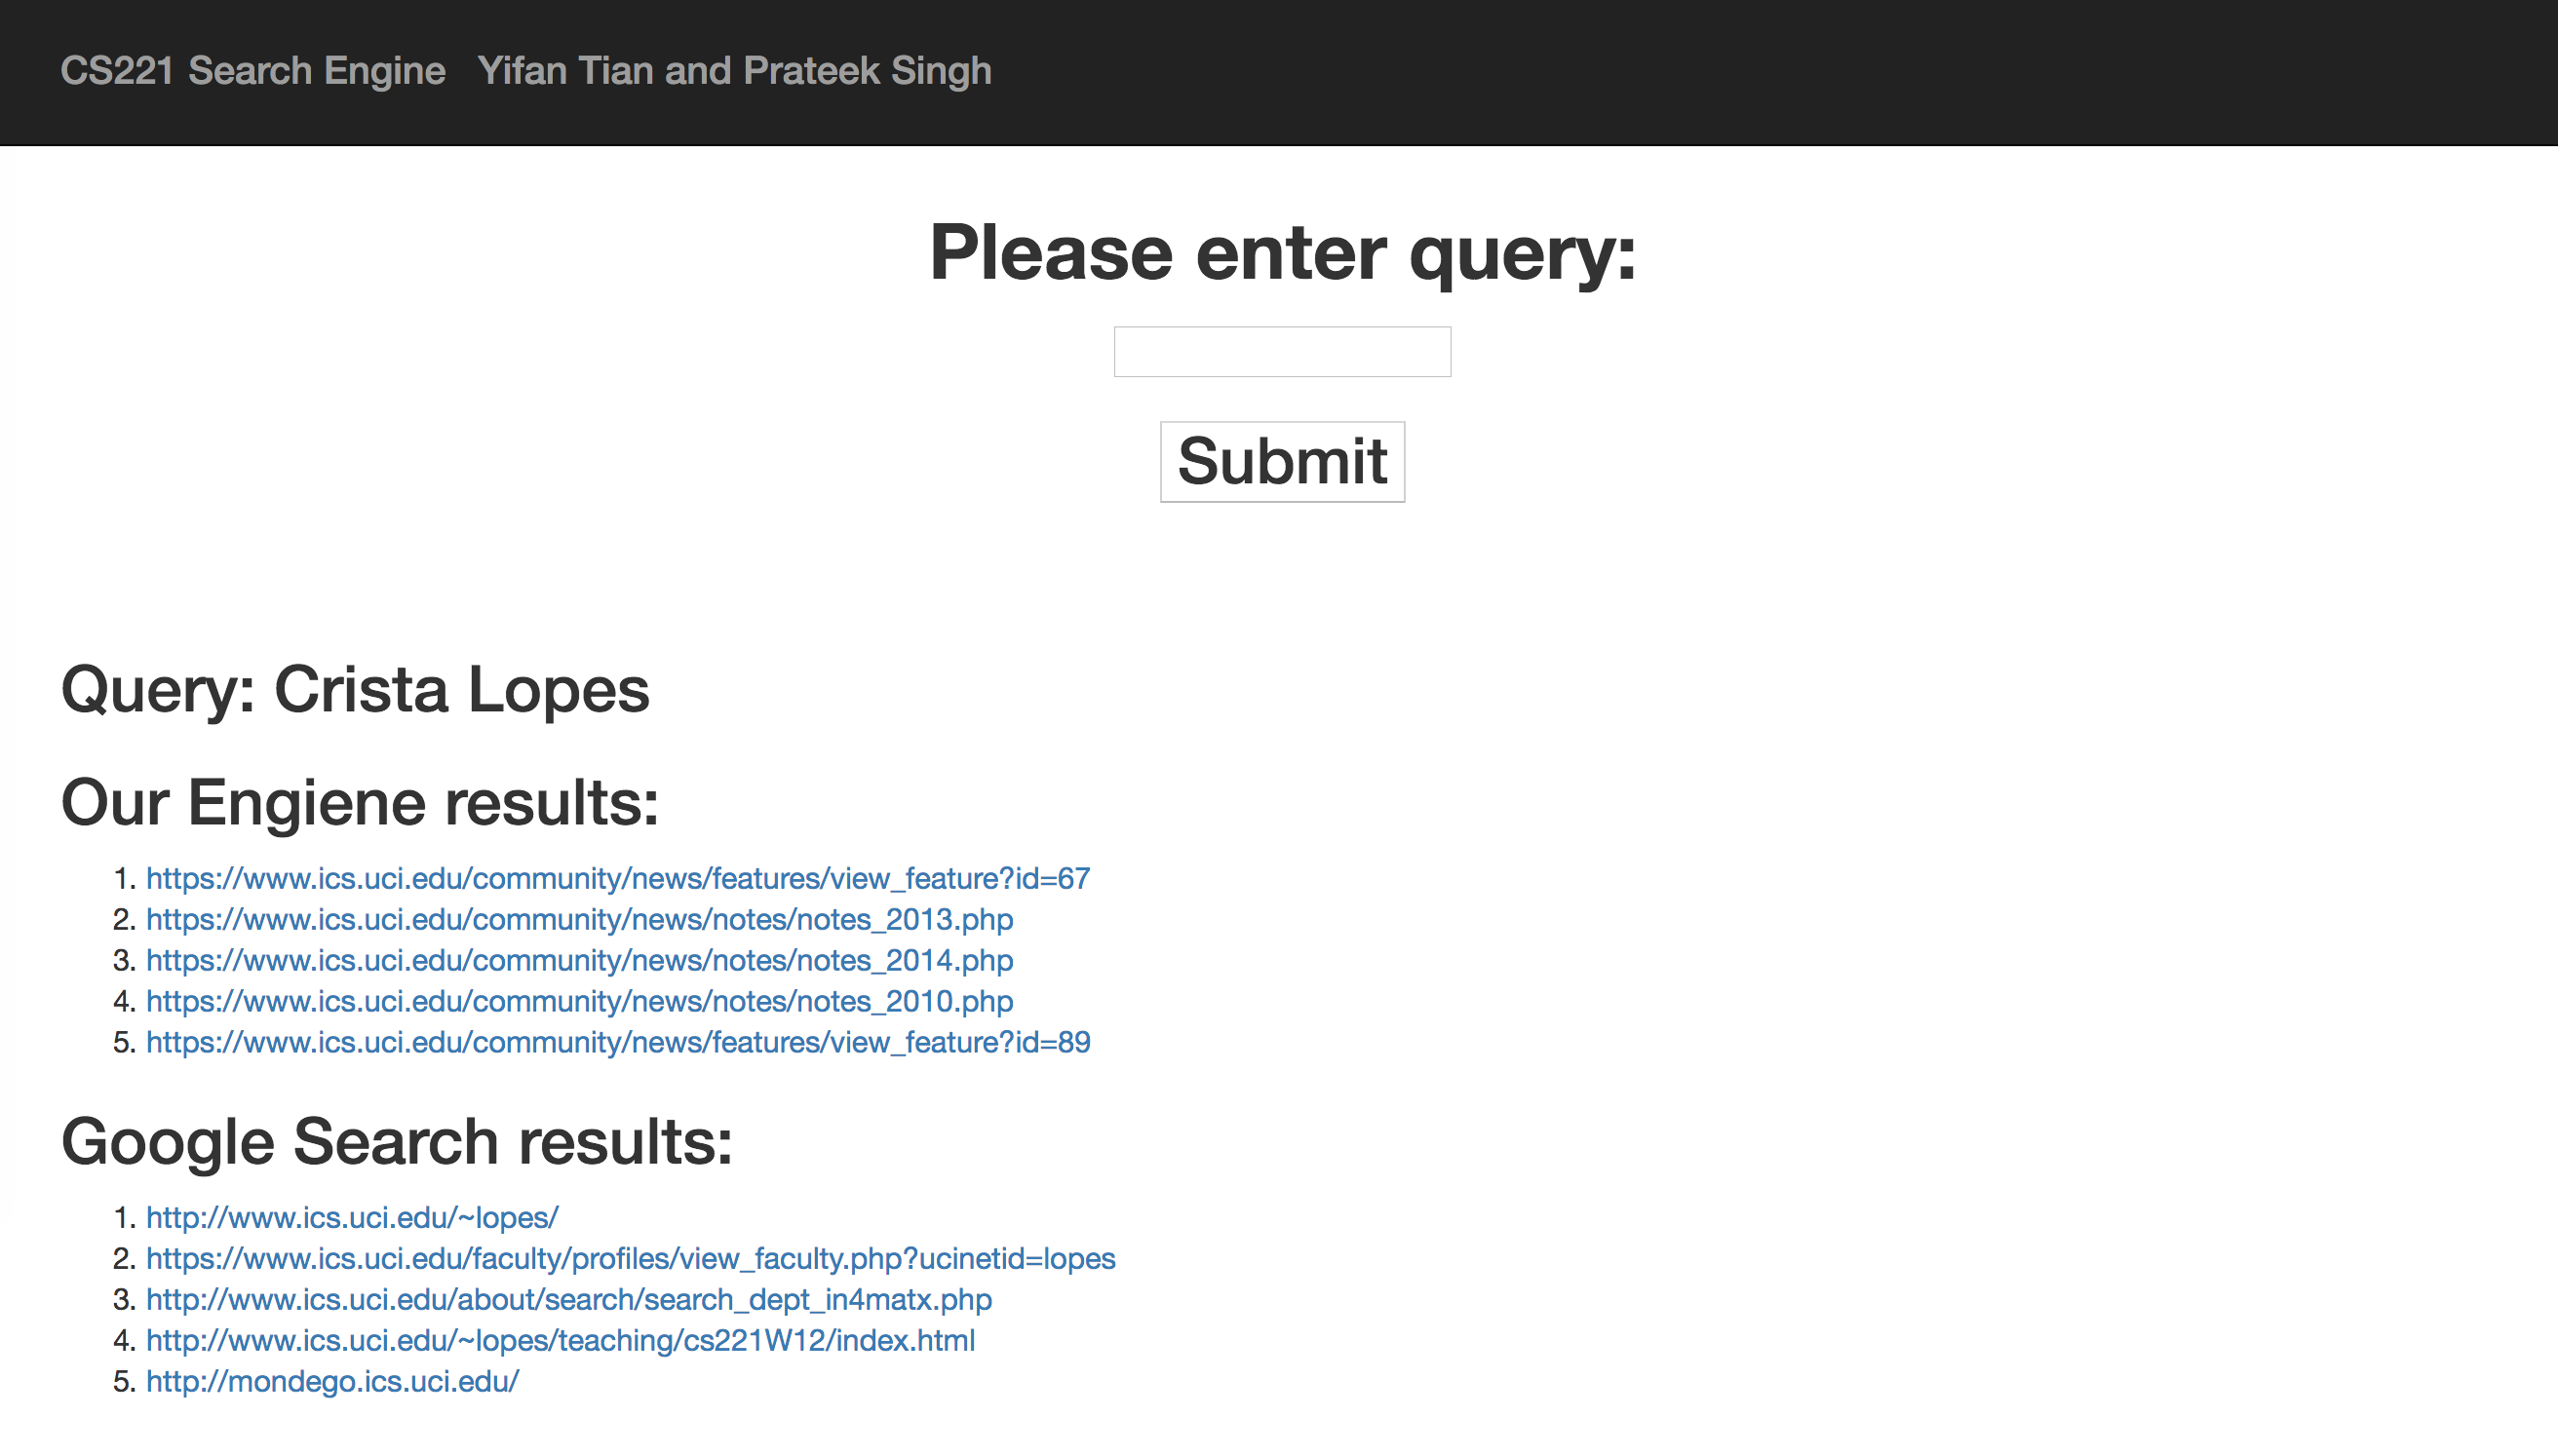 CS221 Search Engine Yifan Tian and Prateek Singh
Please enter query:
Submit
Query: Crista Lopes
Our Engiene results:
1. https://www.ics.uci.edu/community/news/features/view_feature?id=67
2. https://www.ics.uci.edu/community/news/notes/notes_2013.php
3. https://www.ics.uci.edu/community/news/notes/notes_2014.php
4. https://www.ics.uci.edu/community/news/notes/notes_2010.php
5. https://www.ics.uci.edu/community/news/features/view_feature?id=89
Google Search results:
1. http://www.ics.uci.edu/~lopes/
2. https://www.ics.uci.edu/faculty/profiles/view_faculty.php?ucinetid=lopes
3. http://www.ics.uci.edu/about/search/search_dept_in4matx.php
4. http://www.ics.uci.edu/~lopes/teaching/cs221W12/index.html
5. http://mondego.ics.uci.edu/